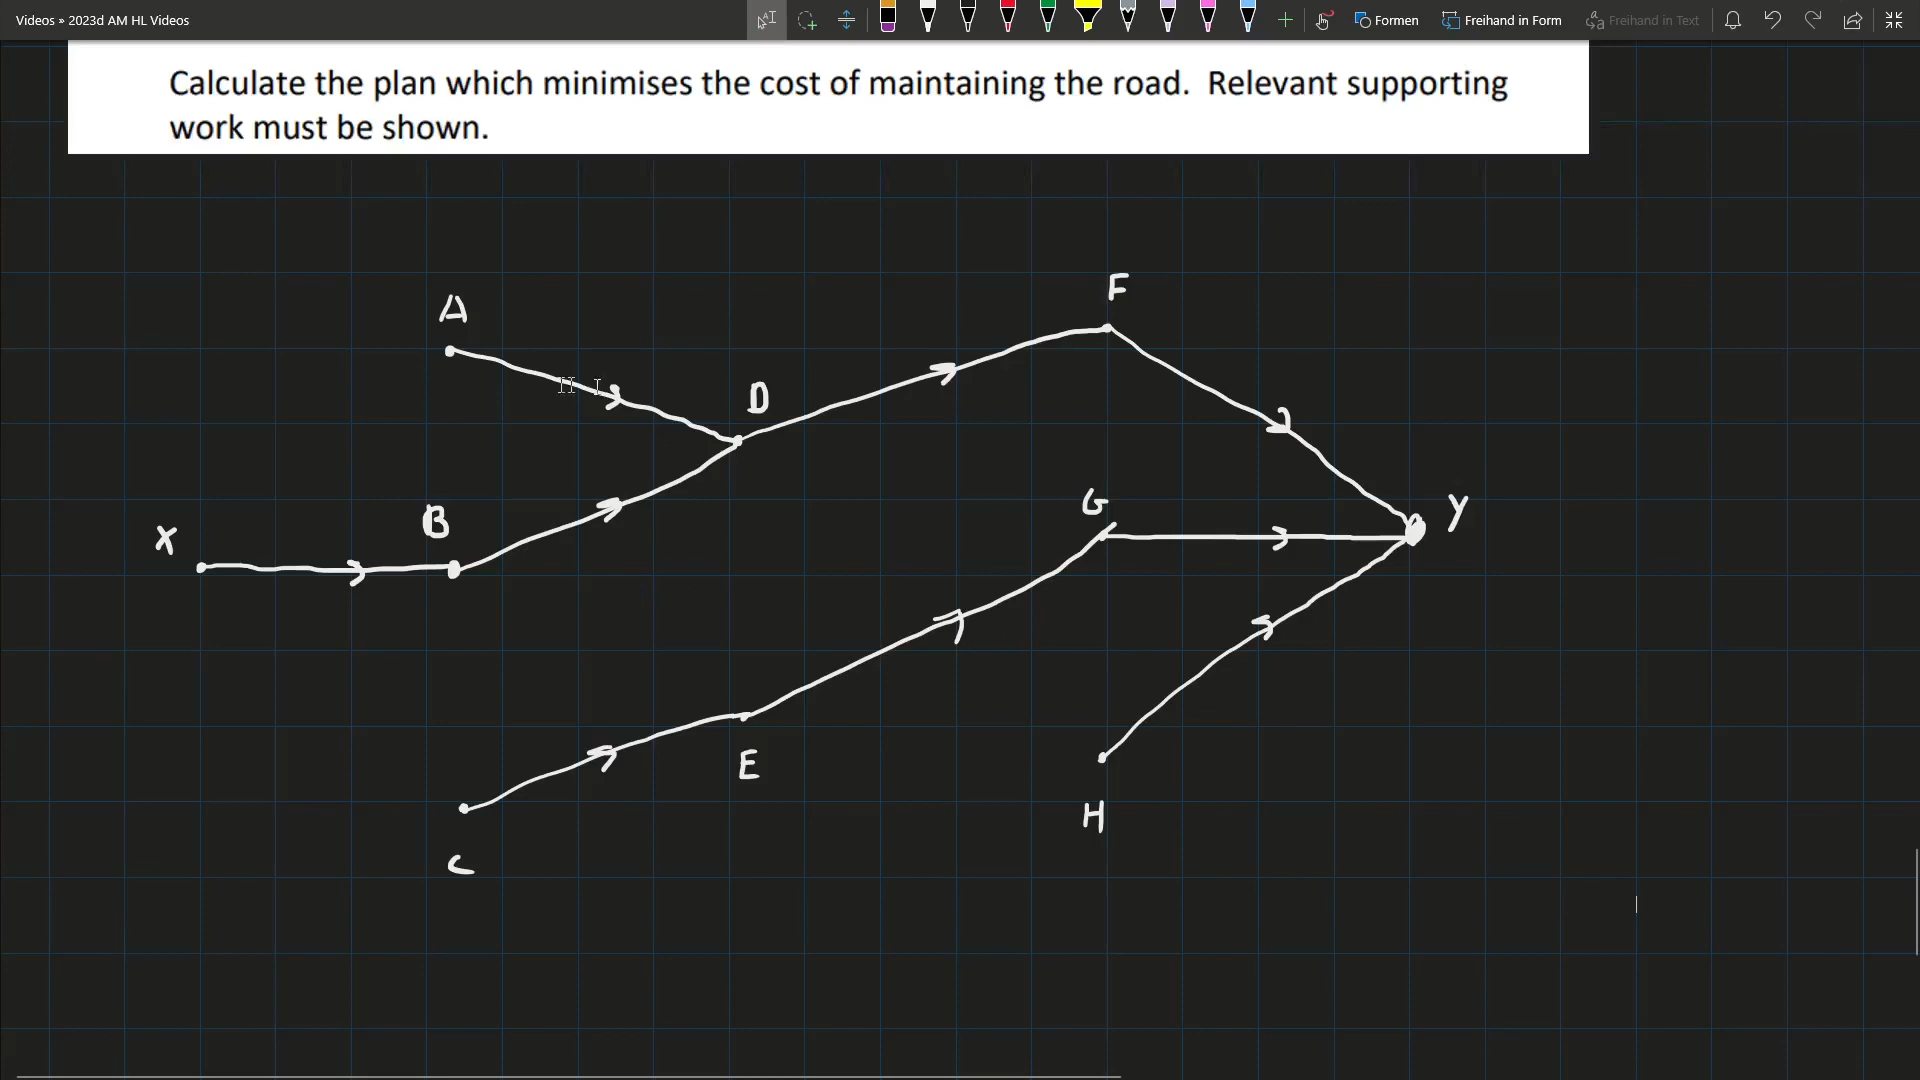 Videos » 2023d AM HL Videos
Formen
Freihand in Form
Freihand in Text
Calculate the plan which minimises the cost of maintaining the road. Relevant supporting
work must be shown.
F
A
D
G
Y
B
X
E
H
C